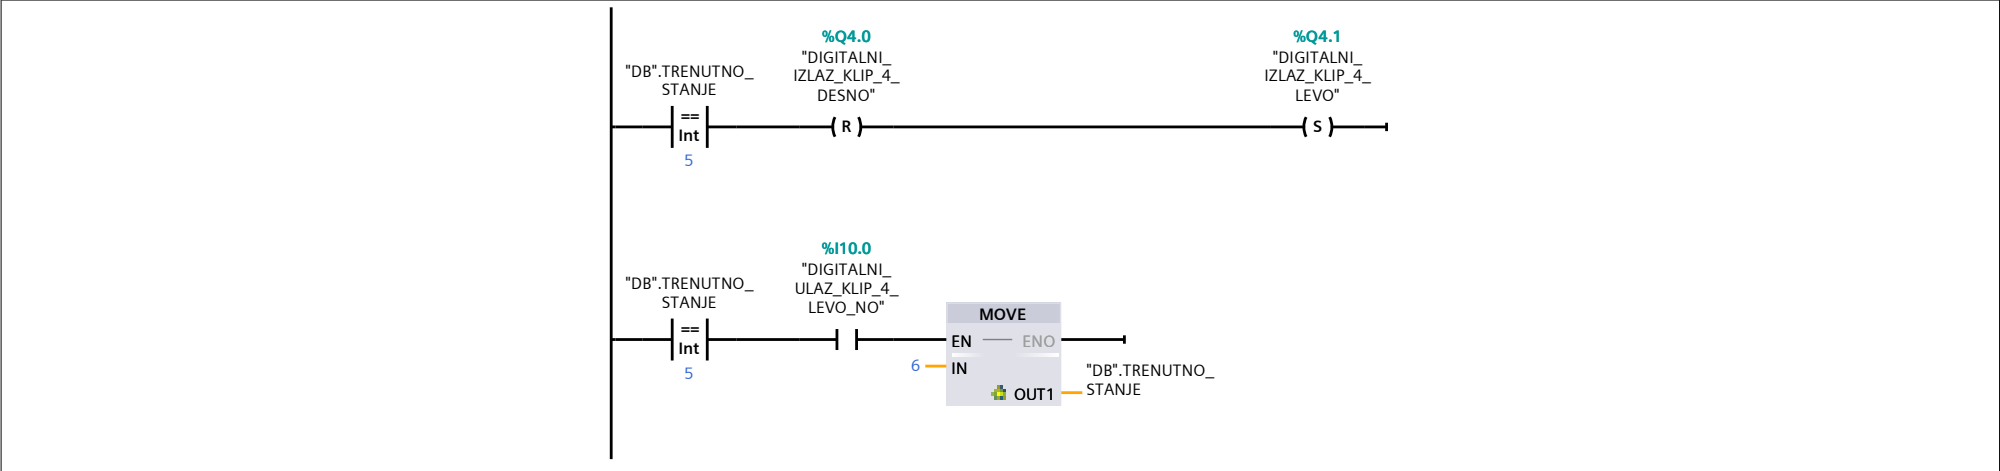 %Q4.0
"DIGITALNI_
IZLAZ_KLIP_4_
DESNO"
%Q4.1
"DIGITALNI_
IZLAZ_KLIP_4_
LEVO"
"DB".TRENUTNO_
STANJE
==
Int
5
( R )
( S )
%I10.0
"DIGITALNI_
ULAZ_KLIP_4_
LEVO_NO"
"DB".TRENUTNO_
STANJE
==
Int
5
MOVE
EN
ENO
6
IN
OUT1
"DB".TRENUTNO_
STANJE